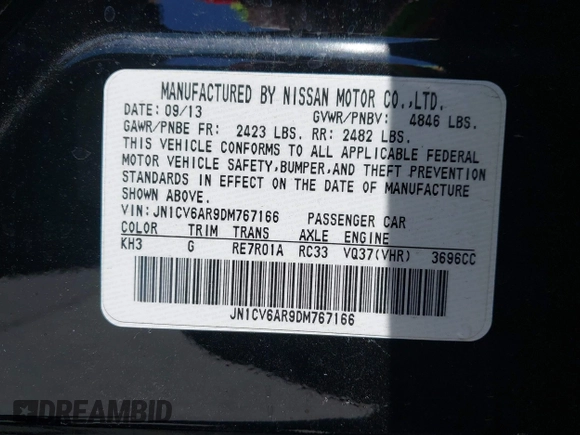 MANUFACTURED BY NISSAN MOTOR CO.,LTD.
DATE: 09/13 GVWR/PNBV: 4846 LBS.
GAWR/PNBE FR: 2423 LBS. RR: 2482 LBS.
THIS VEHICLE CONFORMS TO ALL APPLICABLE FEDERAL
MOTOR VEHICLE SAFETY,BUMPER,AND THEFT PREVENTION
STANDARDS IN EFFECT ON THE DATE OF MANUFACTURE
SHOWN ABOVE.
VIN:JN1CV6AR9DM767166 PASSENGER CAR
COLOR TRIM TRANS AXLE ENGINE
KH3 G RE7R01A RC33 VQ37(VHR) 3696CC
JN1CV6AR9DM767166
DREAMBID